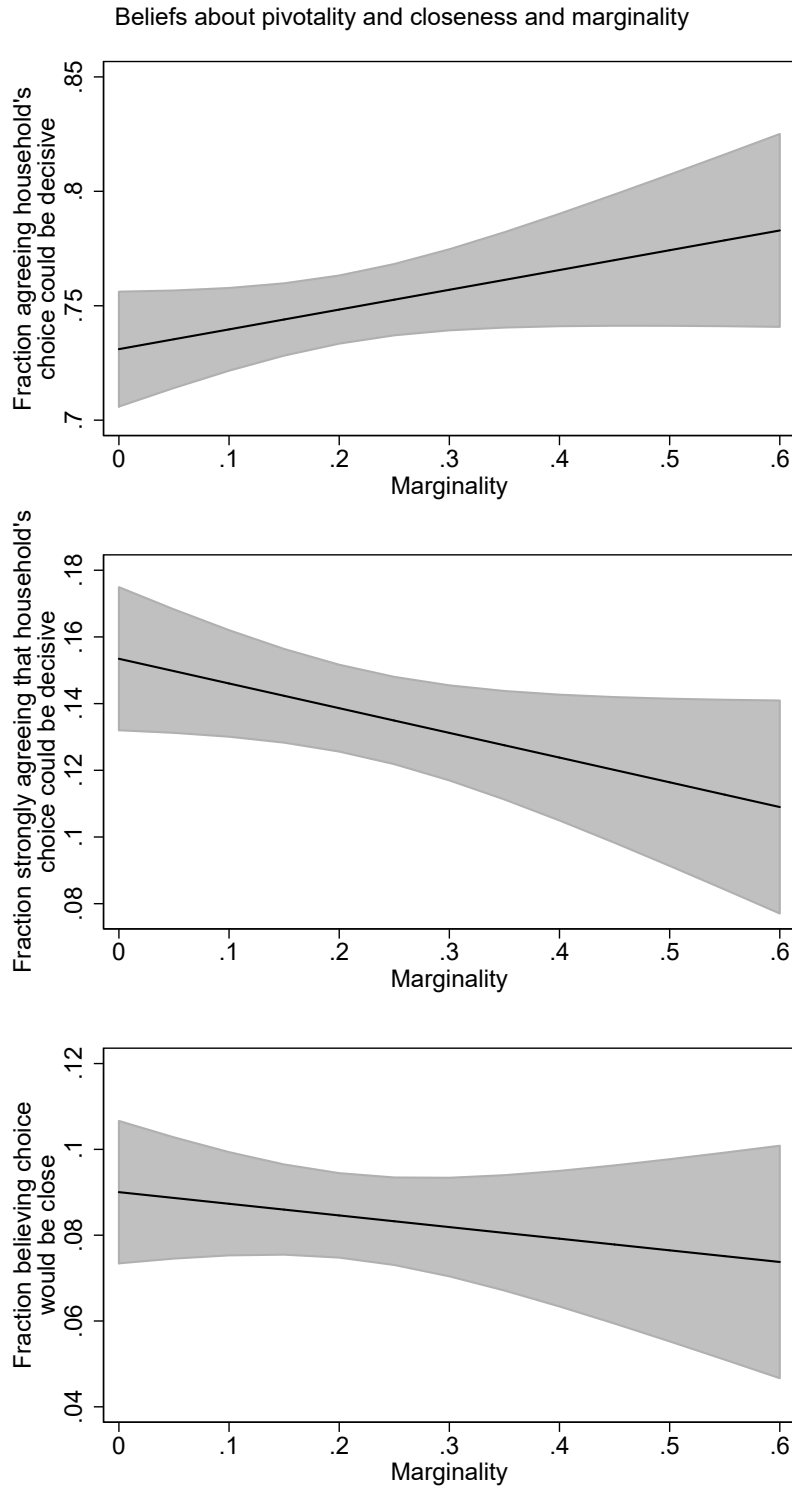 Beliefs about pivotality and closeness and marginality
Fraction agreeing household's
choice could be decisive
.85
.8
.75
.7
0 .1 .2 .3 .4 .5 .6
Marginality
Fraction strongly agreeing that household's
choice could be decisive
.18
.16
.14
.12
.1
.08
0 .1 .2 .3 .4 .5 .6
Marginality
Fraction believing choice
would be close
.12
.1
.08
.06
.04
0 .1 .2 .3 .4 .5 .6
Marginality